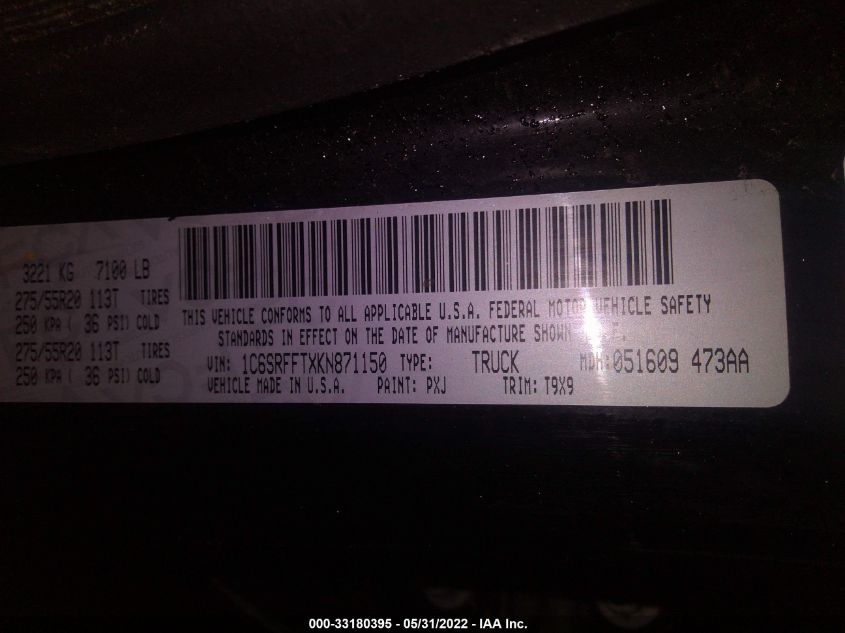 3221 KG 7100 LB
275/55R20 113T TIRES
250 KPA ( 36 PSI) COLD
275/55R20 113T TIRES
250 KPA ( 36 PSI) COLD
THIS VEHICLE CONFORMS TO ALL APPLICABLE U.S.A. FEDERAL MOTOR VEHICLE SAFETY
STANDARDS IN EFFECT ON THE DATE OF MANUFACTURE SHOWN
VIN: 1C6SRFFTXKN871150 TYPE: TRUCK MDH: 051609 473AA
VEHICLE MADE IN U.S.A. PAINT: PXJ TRIM: T9X9
000-33180395 - 05/31/2022 - IAA Inc.